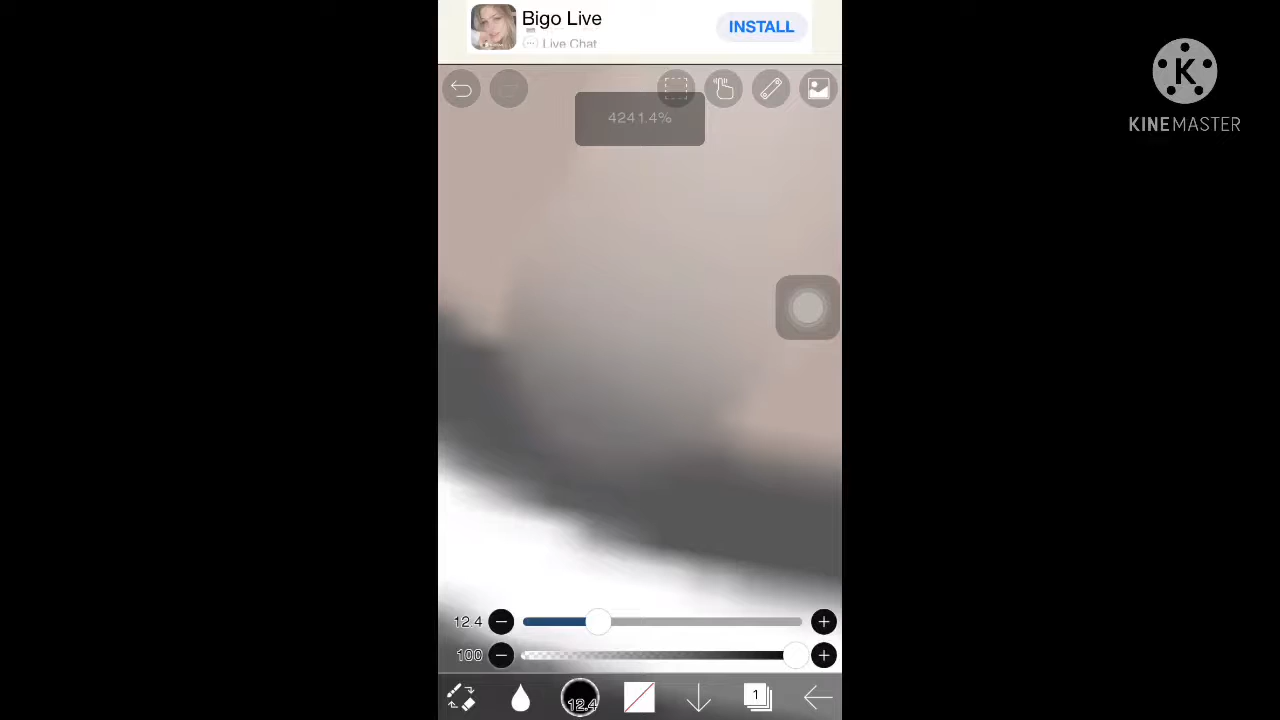 Bigo Live
Live Chat
INSTALL
4241.4%
K
KINEMASTER
12.4
100
12.4
1